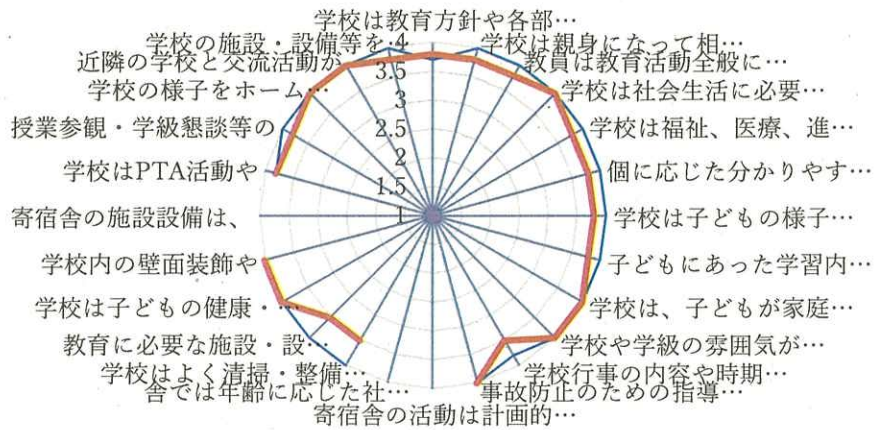 学校は教育方針や各部…
学校は親身になって相…
教員は教育活動全般に…
学校は社会生活に必要…
学校は福祉、医療、進…
個に応じた分かりやす…
学校は子どもの様子…
子どもにあった学習内…
学校は、子どもが家庭…
学校や学級の雰囲気が…
学校行事の内容や時期…
事故防止のための指導…
寄宿舎の活動は計画的…
舎では年齢に応じた社…
学校はよく清掃・整備…
教育に必要な施設・設…
学校は子どもの健康・…
学校内の壁面装飾や
寄宿舎の施設設備は、
学校はPTA活動や
授業参観・学級懇談等の
学校の様子をホーム…
近隣の学校と交流活動が
学校の施設・設備等を
4
3.5
3
2.5
2
1.5
1